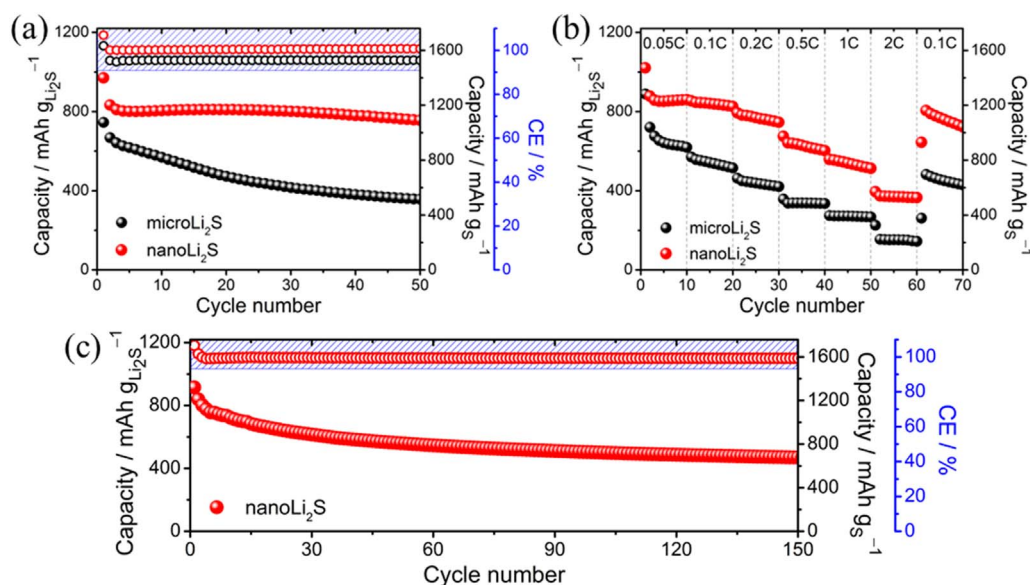 (a)
1200
800
400
0
Capacity / mAh g_Li₂S⁻¹
1600
1200
800
400
0
Capacity / mAh g_S⁻¹
100
80
60
40
20
0
CE / %
microLi₂S
nanoLi₂S
0 10 20 30 40 50
Cycle number
(b)
0.05C 0.1C 0.2C 0.5C 1C 2C 0.1C
1200
800
400
0
Capacity / mAh g_Li₂S⁻¹
1600
1200
800
400
0
Capacity / mAh g_S⁻¹
microLi₂S
nanoLi₂S
0 10 20 30 40 50 60 70
Cycle number
(c)
1200
800
400
0
Capacity / mAh g_Li₂S⁻¹
1600
1200
800
400
0
Capacity / mAh g_S⁻¹
100
80
60
40
20
0
CE / %
nanoLi₂S
0 30 60 90 120 150
Cycle number